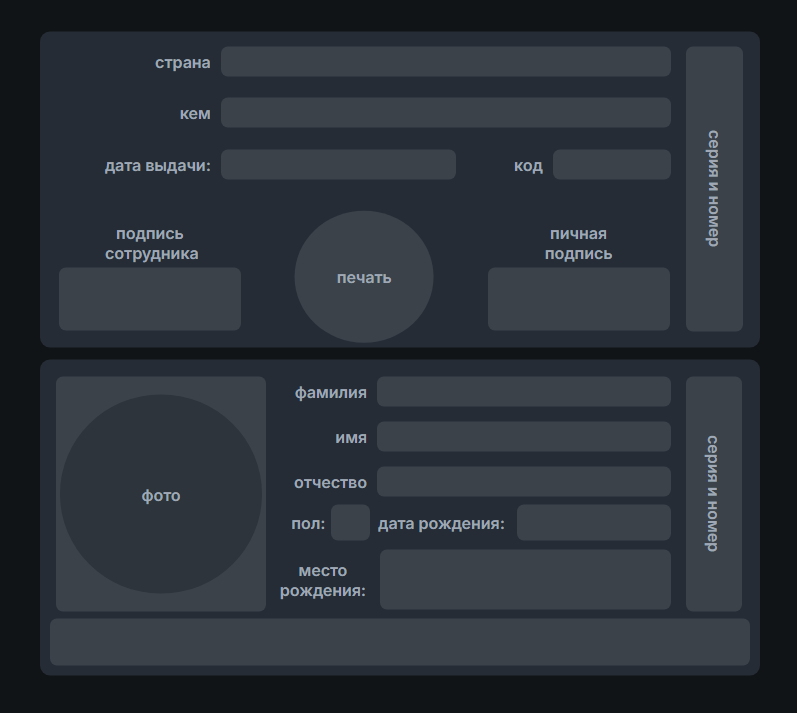 страна
кем
дата выдачи:
код
серия и номер
подпись
сотрудника
печать
пичная
подпись
фото
фамилия
имя
отчество
пол:
дата рождения:
место
рождения:
серия и номер